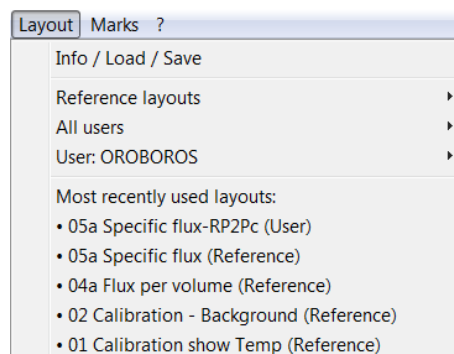 Layout Marks ?
Info / Load / Save
Reference layouts
All users
User: OROBOROS
Most recently used layouts:
• 05a Specific flux-RP2Pc (User)
• 05a Specific flux (Reference)
• 04a Flux per volume (Reference)
• 02 Calibration - Background (Reference)
• 01 Calibration show Temp (Reference)